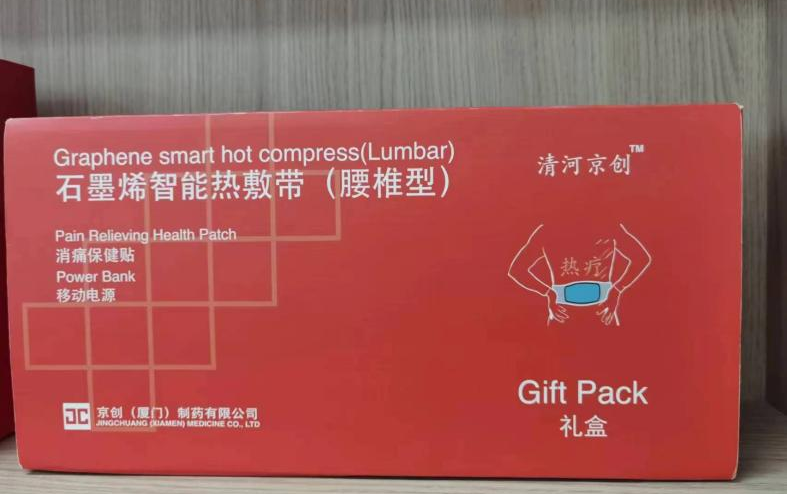 Graphene smart hot compress(Lumbar)
石墨烯智能热敷带（腰椎型）
Pain Relieving Health Patch
消痛保健贴
Power Bank
移动电源
JC 京创（厦门）制药有限公司
JINGCHUANG (XIAMEN) MEDICINE CO., LTD
清河京创™
热疗
Gift Pack
礼盒